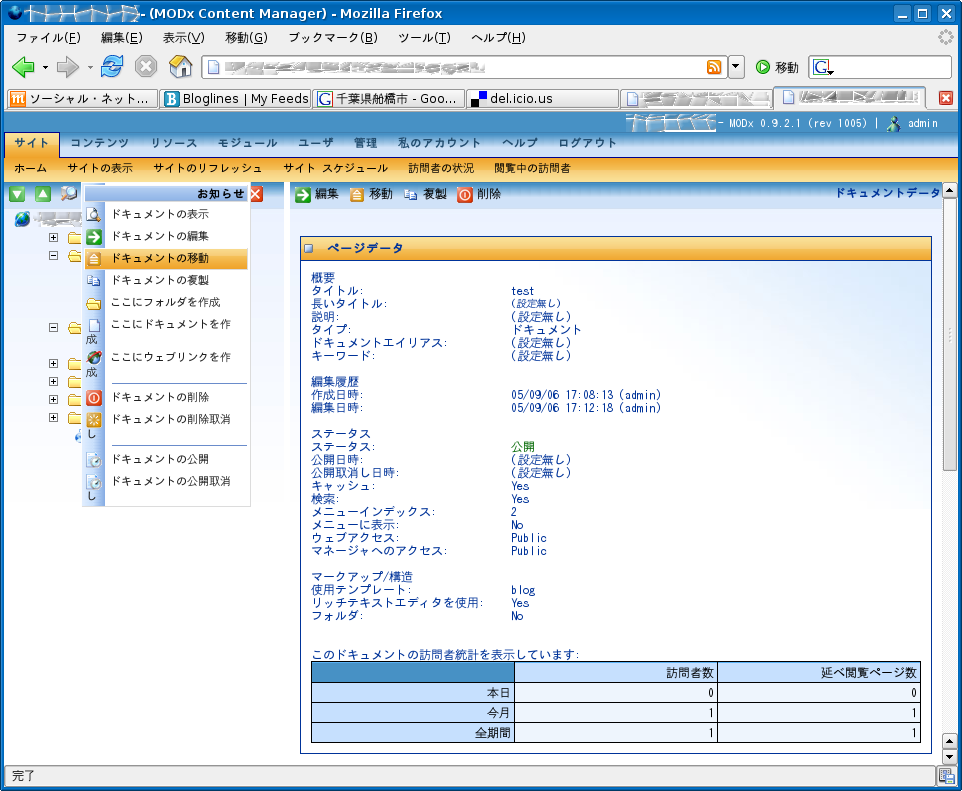 - (MODx Content Manager) - Mozilla Firefox
ファイル(F) 編集(E) 表示(V) 移動(G) ブックマーク(B) ツール(T) ヘルプ(H)
移動 G
m ソーシャル・ネット... B Bloglines | My Feeds G 千葉県船橋市 - Goo... del.icio.us
- MODx 0.9.2.1 (rev 1005) | admin
サイト コンテンツ リソース モジュール ユーザ 管理 私のアカウント ヘルプ ログアウト
ホーム サイトの表示 サイトのリフレッシュ サイト スケジュール 訪問者の状況 閲覧中の訪問者
お知らせ
ドキュメントの表示
ドキュメントの編集
ドキュメントの移動
ドキュメントの複製
ここにフォルダを作成
ここにドキュメントを作
成
ここにウェブリンクを作
成
ドキュメントの削除
ドキュメントの削除取消
し
ドキュメントの公開
ドキュメントの公開取消
し
編集 移動 複製 削除 ドキュメントデータ
ページデータ
概要
タイトル: test
長いタイトル: (設定無し)
説明: (設定無し)
タイプ: ドキュメント
ドキュメントエイリアス: (設定無し)
キーワード: (設定無し)
編集履歴
作成日時: 05/09/06 17:08:13 (admin)
編集日時: 05/09/06 17:12:18 (admin)
ステータス
ステータス: 公開
公開日時: (設定無し)
公開取消し日時: (設定無し)
キャッシュ: Yes
検索: Yes
メニューインデックス: 2
メニューに表示: No
ウェブアクセス: Public
マネージャへのアクセス: Public
マークアップ/構造
使用テンプレート: blog
リッチテキストエディタを使用: Yes
フォルダ: No
このドキュメントの訪問者統計を表示しています:
訪問者数 延べ閲覧ページ数
本日 0 0
今月 1 1
全期間 1 1
完了